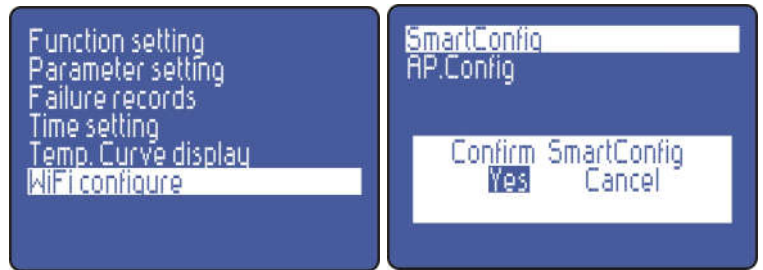 Function setting
Parameter setting
Failure records
Time setting
Temp. Curve display
WiFi configure
SmartConfig
AP.Config
Confirm SmartConfig
Yes Cancel